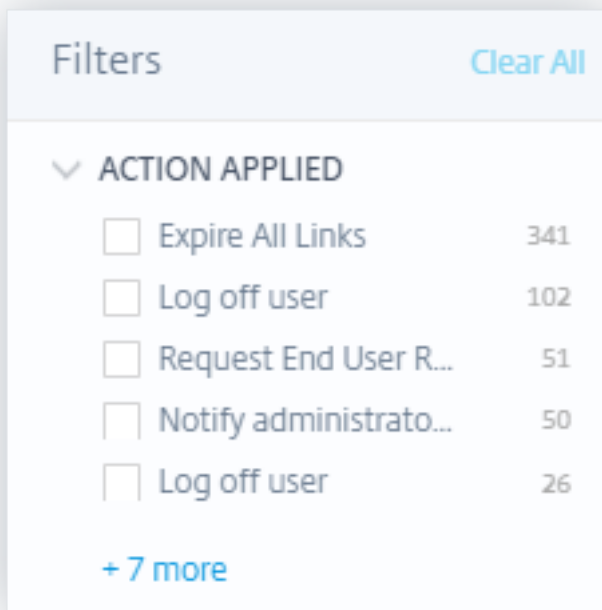 Filters
Clear All
ACTION APPLIED
Expire All Links 341
Log off user 102
Request End User R... 51
Notify administrato... 50
Log off user 26
+ 7 more